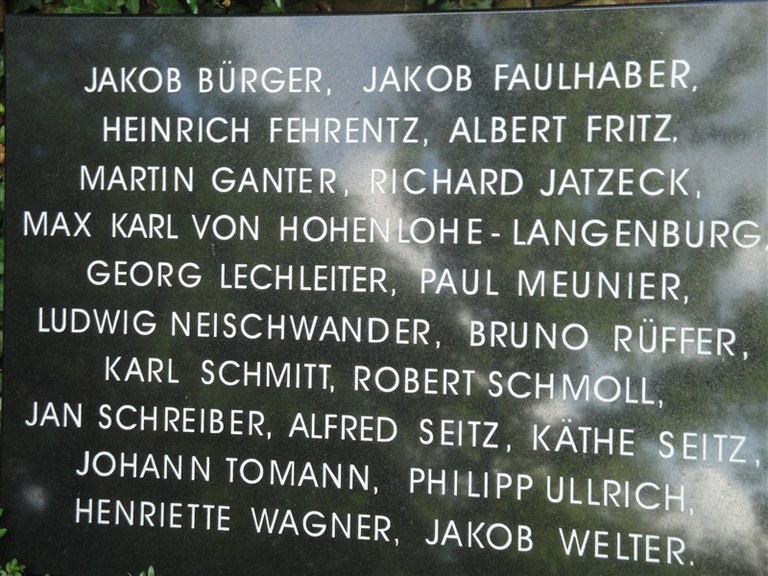 JAKOB BÜRGER, JAKOB FAULHABER,
HEINRICH FEHRENTZ, ALBERT FRITZ,
MARTIN GANTER, RICHARD JATZECK,
MAX KARL VON HOHENLOHE-LANGENBURG,
GEORG LECHLEITER, PAUL MEUNIER,
LUDWIG NEISCHWANDER, BRUNO RÜFFER,
KARL SCHMITT, ROBERT SCHMOLL,
JAN SCHREIBER, ALFRED SEITZ, KÄTHE SEITZ,
JOHANN TOMANN, PHILIPP ULLRICH,
HENRIETTE WAGNER, JAKOB WELTER.